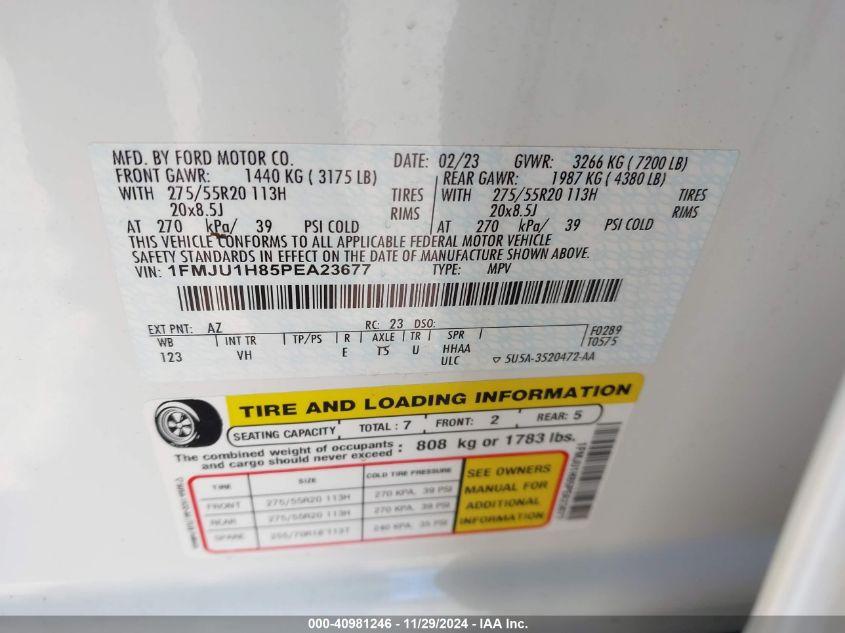 MFD. BY FORD MOTOR CO. DATE: 02/23 GVWR: 3266 KG ( 7200 LB)
FRONT GAWR: 1440 KG ( 3175 LB) REAR GAWR: 1987 KG ( 4380 LB)
WITH 275/55R20 113H TIRES WITH 275/55R20 113H TIRES
20x8.5J RIMS 20x8.5J RIMS
AT 270 kPa/ 39 PSI COLD AT 270 kPa/ 39 PSI COLD
THIS VEHICLE CONFORMS TO ALL APPLICABLE FEDERAL MOTOR VEHICLE
SAFETY STANDARDS IN EFFECT ON THE DATE OF MANUFACTURE SHOWN ABOVE.
VIN: 1FMJU1H85PEA23677 TYPE: MPV
EXT PNT: AZ RC: 23 DSO: F0289
WB INT TR TP/PS R AXLE TR SPR T0575
123 VH E T5 U HHAA
ULC ▽ 5U5A-3520472-AA
TIRE AND LOADING INFORMATION
SEATING CAPACITY TOTAL : 7 FRONT: 2 REAR: 5
The combined weight of occupants and cargo should never exceed : 808 kg or 1783 lbs.
TIRE SIZE COLD TIRE PRESSURE
FRONT 275/55R20 113H 270 KPA, 39 PSI
REAR 275/55R20 113H 270 KPA, 39 PSI
SPARE 255/70R18 113T 240 KPA, 35 PSI
SEE OWNERS
MANUAL FOR
ADDITIONAL
INFORMATION
000-40981246 - 11/29/2024 - IAA Inc.